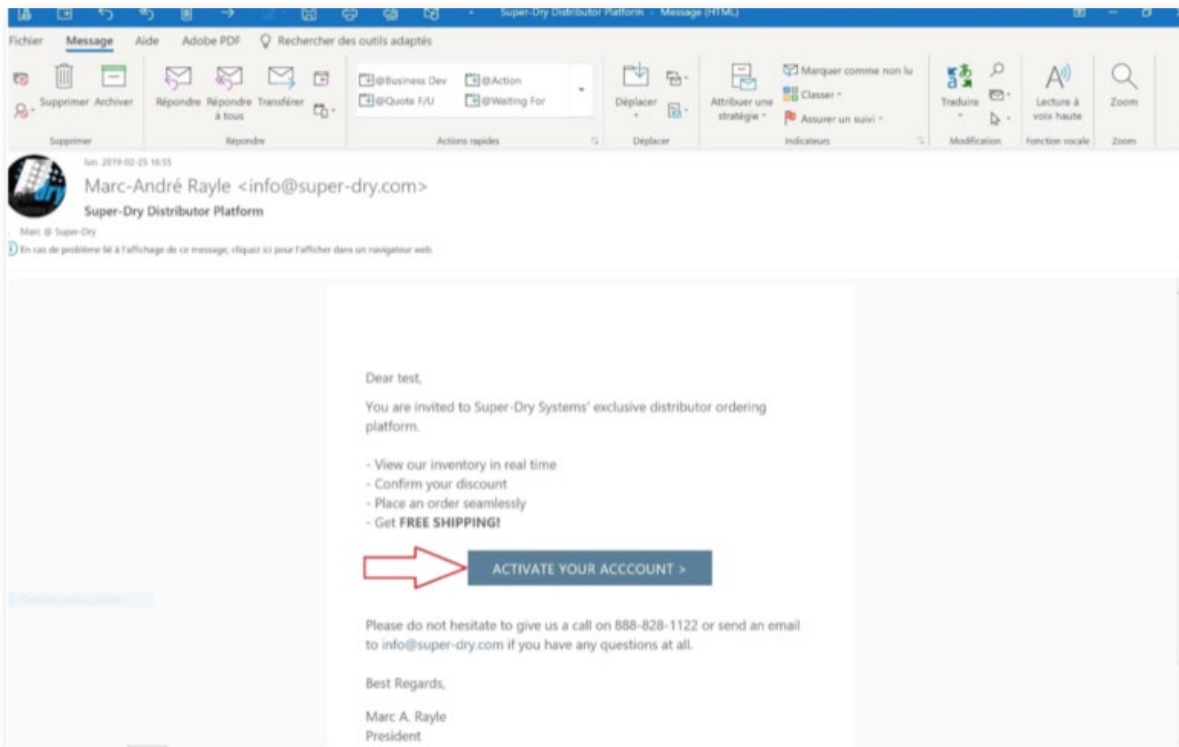 Super-Dry Distributor Platform - Message (HTML)
Fichier Message Aide Adobe PDF Rechercher des outils adaptés
@Business Dev @Action
@Quote F/U @Waiting For
Supprimer Archiver
Répondre Répondre à tous Transférer
Déplacer
Attribuer une stratégie
Marquer comme non lu
Classer
Assurer un suivi
Traduire
Lecture à voix haute
Zoom
Supprimer Répondre Actions rapides Déplacer Indicateurs Modification Fonction vocale Zoom
lun. 2019-02-25 16:55
Marc-André Rayle <info@super-dry.com>
Super-Dry Distributor Platform
Marc @ Super-Dry
En cas de problème lié à l'affichage de ce message, cliquez ici pour l'afficher dans un navigateur web.
dry
Dear test,
You are invited to Super-Dry Systems' exclusive distributor ordering
platform.
- View our inventory in real time
- Confirm your discount
- Place an order seamlessly
- Get FREE SHIPPING!
ACTIVATE YOUR ACCCOUNT >
Please do not hesitate to give us a call on 888-828-1122 or send an email
to info@super-dry.com if you have any questions at all.
Best Regards,
Marc A. Rayle
President